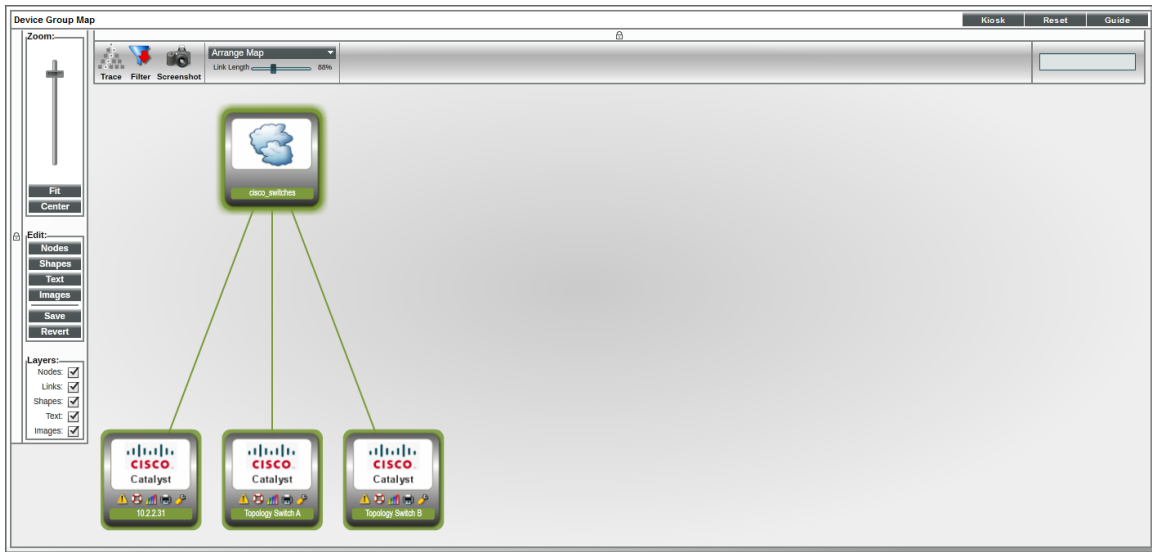 Device Group Map
Kiosk
Reset
Guide
Zoom:
Fit
Center
Edit:
Nodes
Shapes
Text
Images
Save
Revert
Layers:
Nodes:
Links:
Shapes:
Text:
Images:
Trace
Filter
Screenshot
Arrange Map
Link Length
88%
cisco_switches
CISCO
Catalyst
10.2.2.31
CISCO
Catalyst
Topology Switch A
CISCO
Catalyst
Topology Switch B